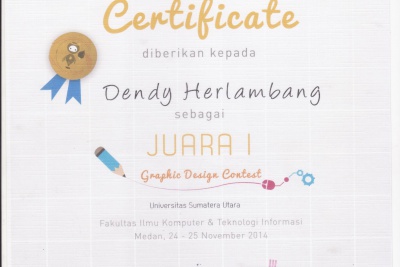 Certificate
diberikan kepada
Dendy Herlambang
sebagai
JUARA I
Graphic Design Contest
Universitas Sumatera Utara
Fakultas Ilmu Komputer & Teknologi Informasi
Medan, 24 - 25 November 2014